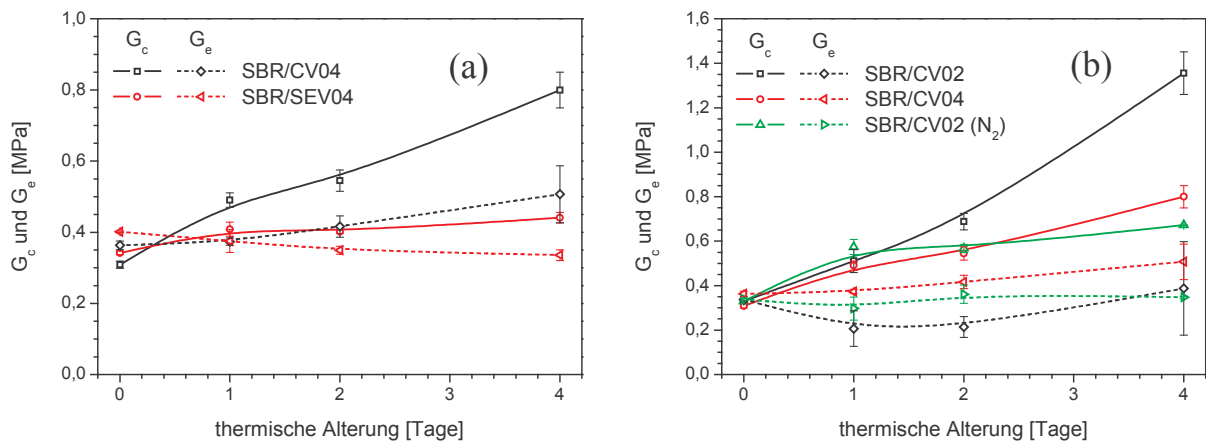 (a)
G_c G_e
SBR/CV04
SBR/SEV04
G_c und G_e [MPa]
1,0
0,8
0,6
0,4
0,2
0,0
0 1 2 3 4
thermische Alterung [Tage]
(b)
G_c G_e
SBR/CV02
SBR/CV04
SBR/CV02 (N_2)
G_c und G_e [MPa]
1,6
1,4
1,2
1,0
0,8
0,6
0,4
0,2
0,0
0 1 2 3 4
thermische Alterung [Tage]